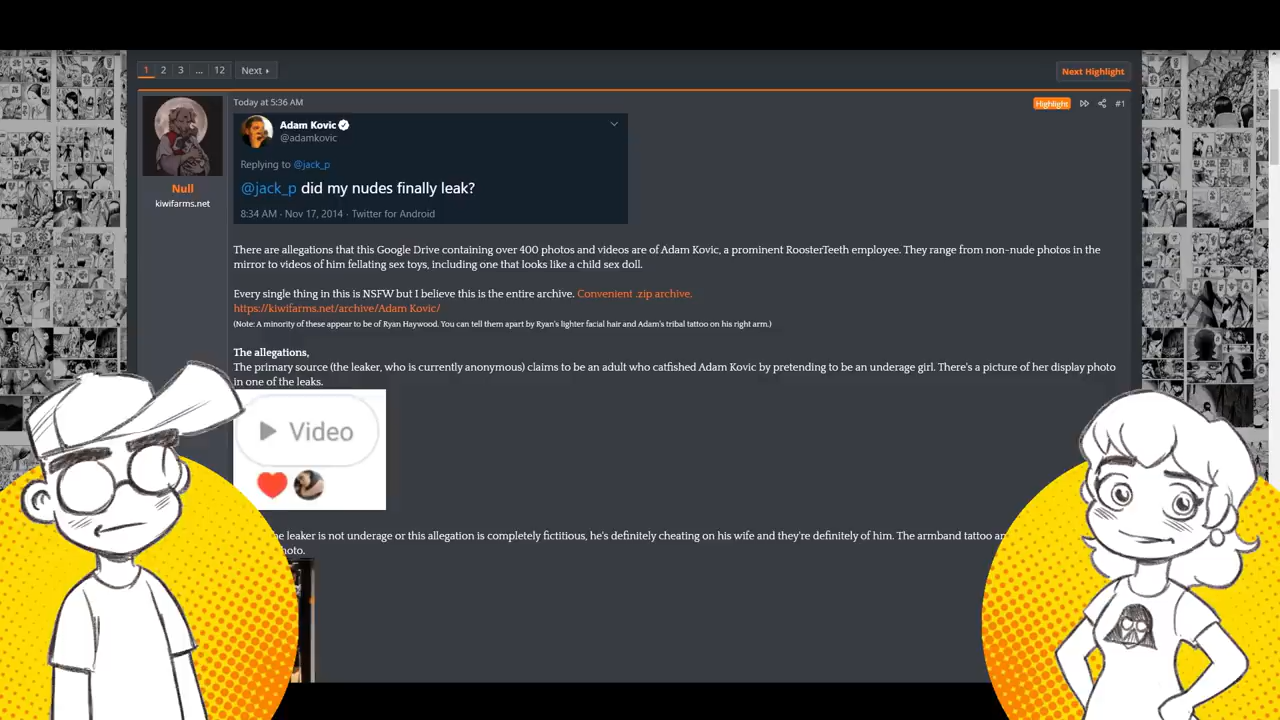 1 2 3 ... 12 Next
Next Highlight
Today at 5:36 AM
Highlight #1
Adam Kovic
@adamkovic
Replying to @jack_p
@jack_p did my nudes finally leak?
8:34 AM · Nov 17, 2014 · Twitter for Android
Null
kiwifarms.net
There are allegations that this Google Drive containing over 400 photos and videos are of Adam Kovic, a prominent RoosterTeeth employee. They range from non-nude photos in the
mirror to videos of him fellating sex toys, including one that looks like a child sex doll.
Every single thing in this is NSFW but I believe this is the entire archive. Convenient .zip archive.
https://kiwifarms.net/archive/Adam Kovic/
(Note: A minority of these appear to be of Ryan Haywood. You can tell them apart by Ryan's lighter facial hair and Adam's tribal tattoo on his right arm.)
The allegations,
The primary source (the leaker, who is currently anonymous) claims to be an adult who catfished Adam Kovic by pretending to be an underage girl. There's a picture of her display photo
in one of the leaks.
Video
leaker is not underage or this allegation is completely fictitious, he's definitely cheating on his wife and they're definitely of him. The armband tattoo